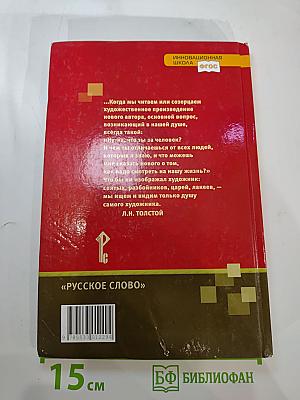 ИННОВАЦИОННАЯ
ШКОЛА ФГОС
...Когда мы читаем или созерцаем
художественное произведение
нового автора, основной вопрос,
возникающий в нашей душе,
всегда такой:
«Ну-ка, что ты за человек?
И чем ты отличаешься от всех людей,
которых я знаю, и что можешь
мне сказать нового о том,
как надо смотреть на нашу жизнь?»
Что бы ни изображал художник:
святых, разбойников, царей, лакеев, —
мы ищем и видим только душу
самого художника.
Л.Н. ТОЛСТОЙ
Рс
«РУССКОЕ СЛОВО»
15 см
БФ БИБЛИОФАН